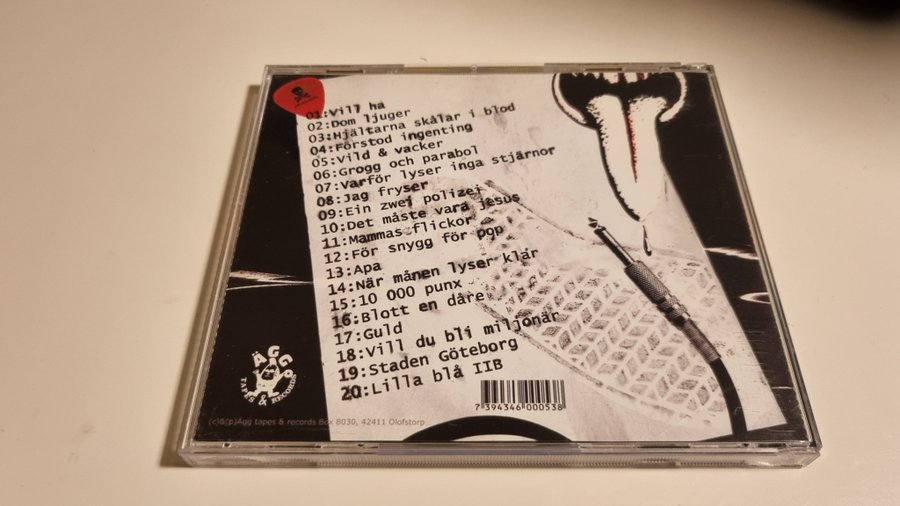 01:Vill ha
02:Dom ljuger
03:Hjältarna skålar i blod
04:Förstod ingenting
05:Vild & vacker
06:Grogg och parabol
07:Varför lyser inga stjärnor
08:Jag fryser
09:Ein zwei polizei
10:Det måste vara jesus
11:Mammas flickor
12:För snygg för pop
13:Apa
14:När månen lyser klar
15:10 000 punx
16:Blott en dåre
17:Guld
18:Vill du bli miljonär
19:Staden Göteborg
20:Lilla blå IIB
ÄGG
TAPES & RECORDS
7 394346 000538
(c)&(p)Ägg tapes & records Box 8030, 42411 Olofstorp